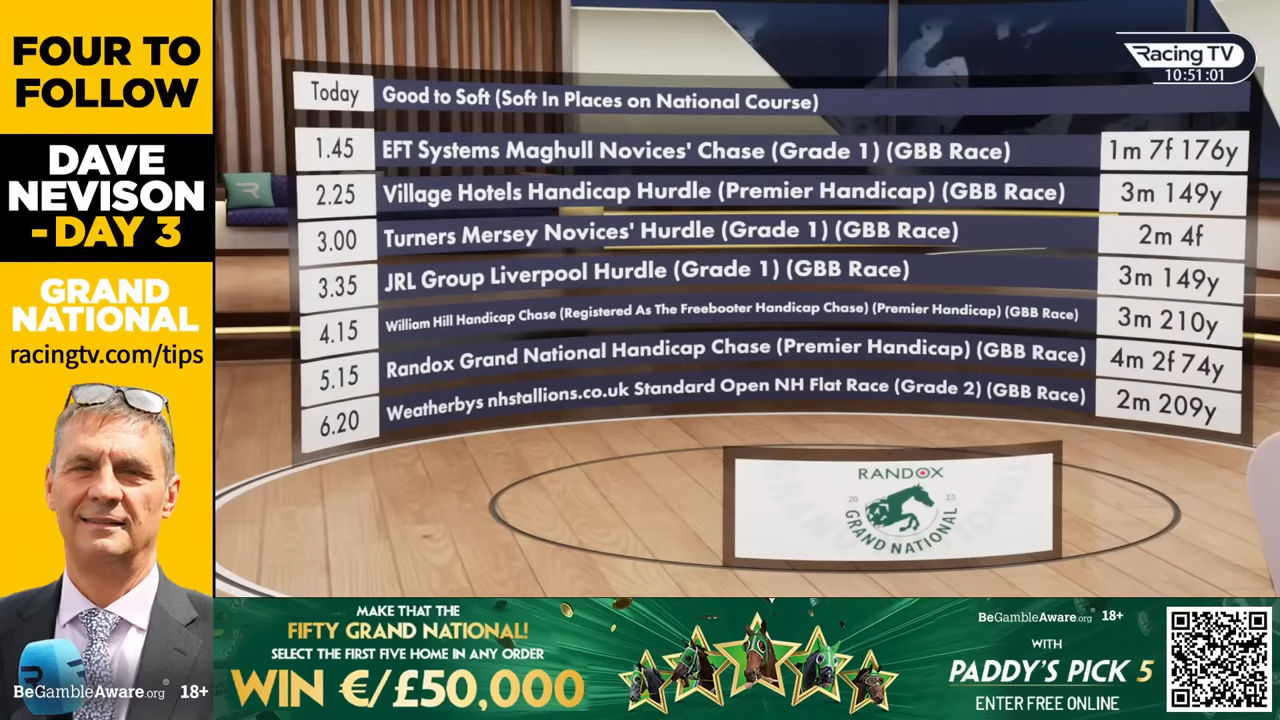 FOUR TO
FOLLOW
DAVE
NEVISON
- DAY 3
GRAND
NATIONAL
racingtv.com/tips
BeGambleAware.org 18+
Racing TV
10:51:01
Today Good to Soft (Soft In Places on National Course)
1.45 EFT Systems Maghull Novices' Chase (Grade 1) (GBB Race) 1m 7f 176y
2.25 Village Hotels Handicap Hurdle (Premier Handicap) (GBB Race) 3m 149y
3.00 Turners Mersey Novices' Hurdle (Grade 1) (GBB Race) 2m 4f
3.35 JRL Group Liverpool Hurdle (Grade 1) (GBB Race) 3m 149y
4.15 William Hill Handicap Chase (Registered As The Freebooter Handicap Chase) (Premier Handicap) (GBB Race) 3m 210y
5.15 Randox Grand National Handicap Chase (Premier Handicap) (GBB Race) 4m 2f 74y
6.20 Weatherbys nhstallions.co.uk Standard Open NH Flat Race (Grade 2) (GBB Race) 2m 209y
RANDOX
20 23
GRAND NATIONAL
MAKE THAT THE
FIFTY GRAND NATIONAL!
SELECT THE FIRST FIVE HOME IN ANY ORDER
WIN €/£50,000
BeGambleAware.org 18+
WITH
PADDY'S PICK 5
ENTER FREE ONLINE